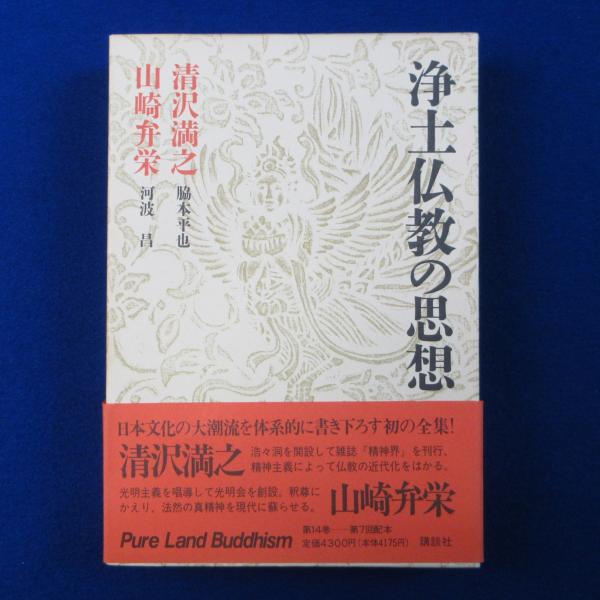 浄土仏教の思想
清沢満之 脇本平也
山崎弁栄 河波 昌
日本文化の大潮流を体系的に書き下ろす初の全集!
清沢満之
浩々洞を開設して雑誌「精神界」を刊行、
精神主義によって仏教の近代化をはかる。
光明主義を唱導して光明会を創設。釈尊に
かえり、法然の真精神を現代に蘇らせる。
山崎弁栄
Pure Land Buddhism
第14巻——第7回配本
定価4300円(本体4175円) 講談社